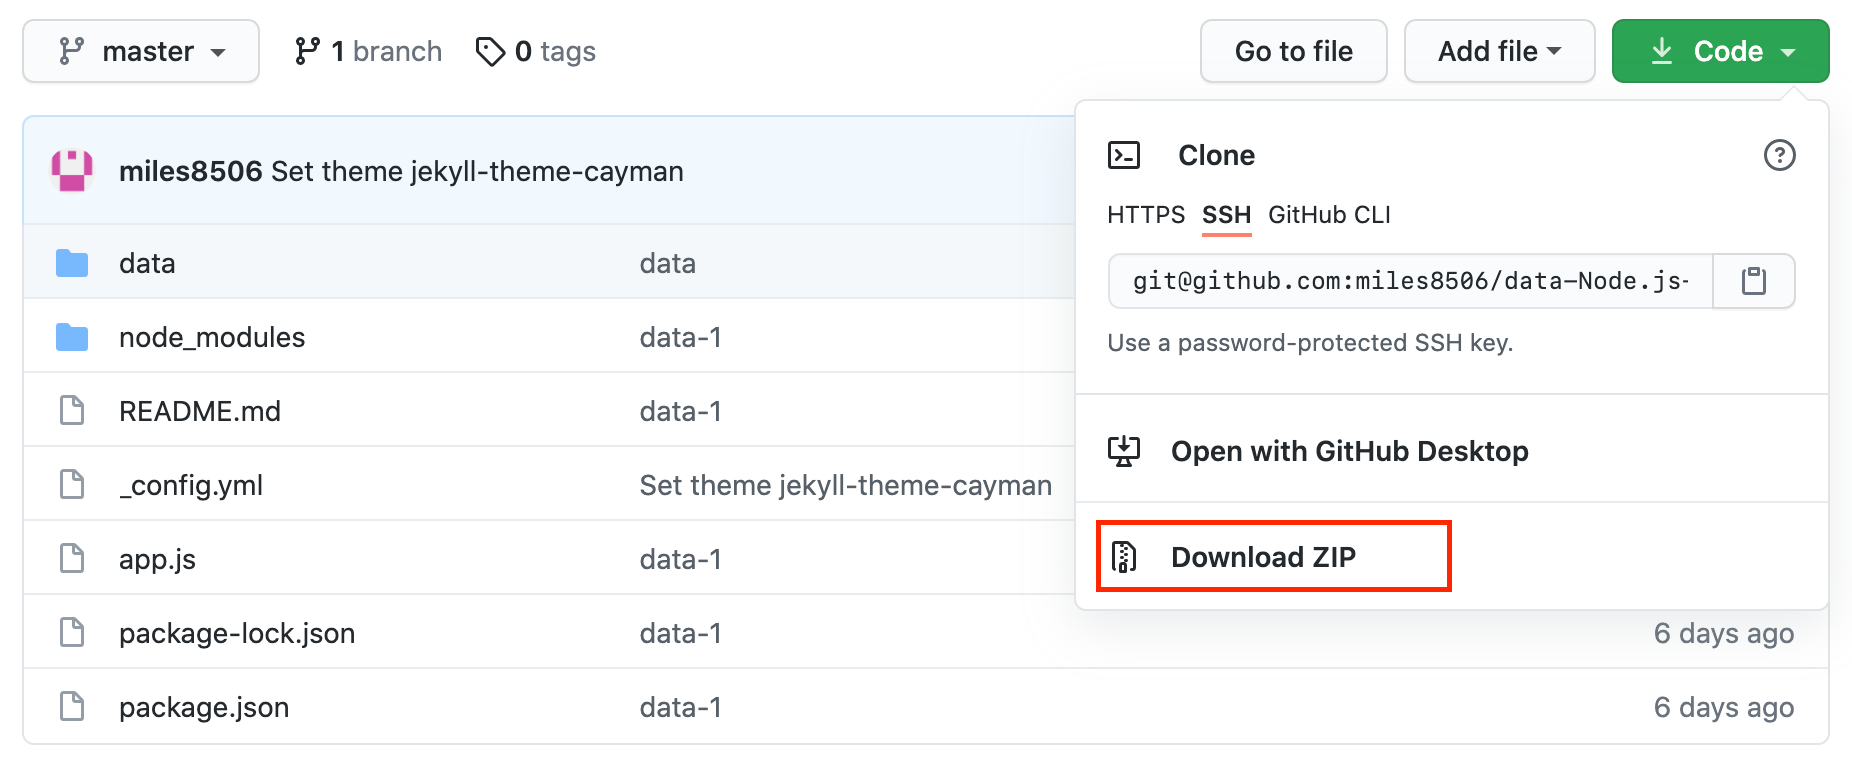 master 1 branch 0 tags Go to file Add file Code
miles8506 Set theme jekyll-theme-cayman
data data
node_modules data-1
README.md data-1
_config.yml Set theme jekyll-theme-cayman
app.js data-1
package-lock.json data-1 6 days ago
package.json data-1 6 days ago
Clone
HTTPS SSH GitHub CLI
git@github.com:miles8506/data-Node.js-
Use a password-protected SSH key.
Open with GitHub Desktop
Download ZIP